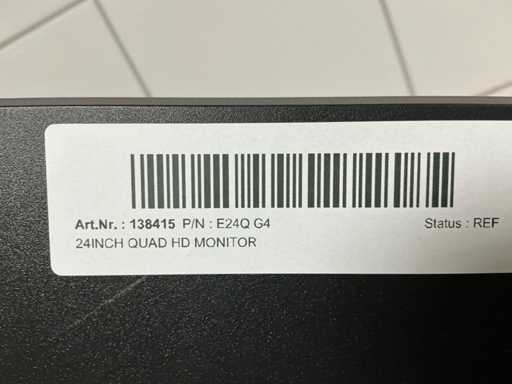 Art.Nr. : 138415 P/N : E24Q G4 Status : REF
24INCH QUAD HD MONITOR